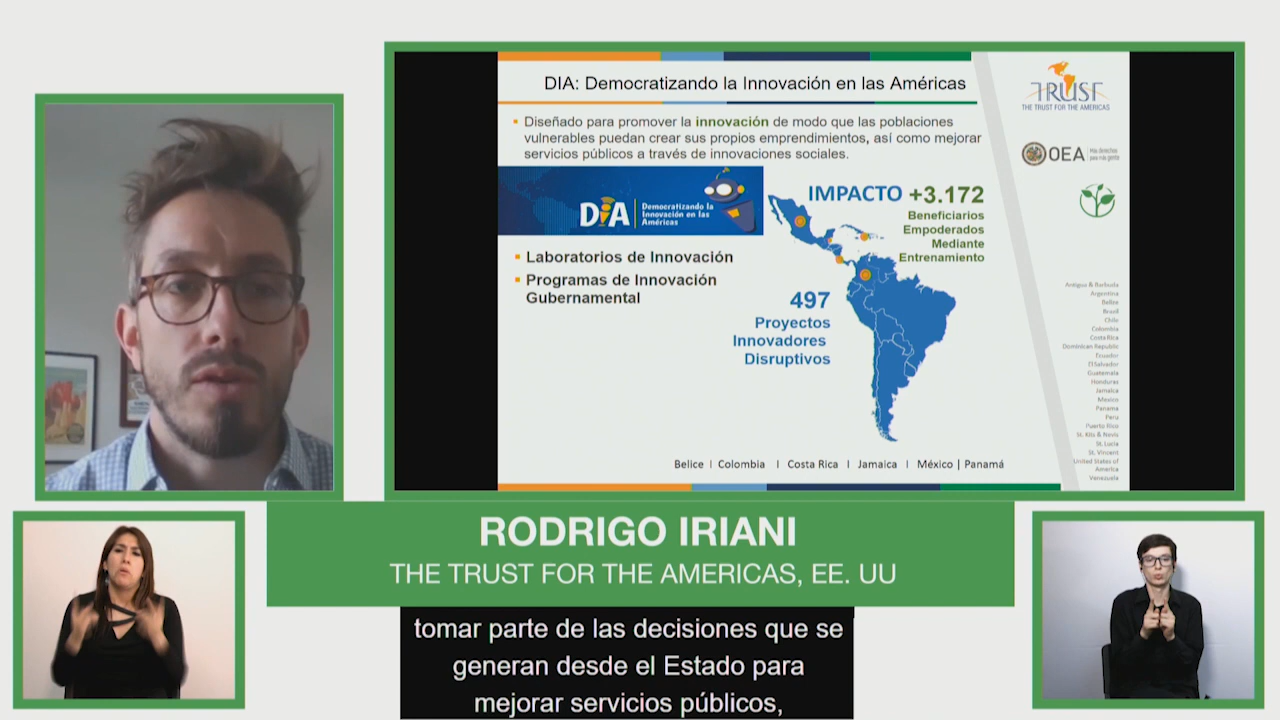 DIA: Democratizando la Innovación en las Américas
Diseñado para promover la innovación de modo que las poblaciones
vulnerables puedan crear sus propios emprendimientos, así como mejorar
servicios públicos a través de innovaciones sociales.
DIA
Democratizando la
Innovación en las
Américas
Laboratorios de Innovación
Programas de Innovación
Gubernamental
IMPACTO +3.172
Beneficiarios
Empoderados
Mediante
Entrenamiento
497
Proyectos
Innovadores
Disruptivos
Belice | Colombia | Costa Rica | Jamaica | México | Panamá
TRUST
THE TRUST FOR THE AMERICAS
OEA
Más derechos
para más gente
Antigua & Barbuda
Argentina
Belize
Brazil
Chile
Colombia
Costa Rica
Dominican Republic
Ecuador
El Salvador
Guatemala
Honduras
Jamaica
Mexico
Panama
Peru
Puerto Rico
St. Kitts & Nevis
St. Lucia
St. Vincent
United States of
America
Venezuela
RODRIGO IRIANI
THE TRUST FOR THE AMERICAS, EE. UU
tomar parte de las decisiones que se
generan desde el Estado para
mejorar servicios públicos,